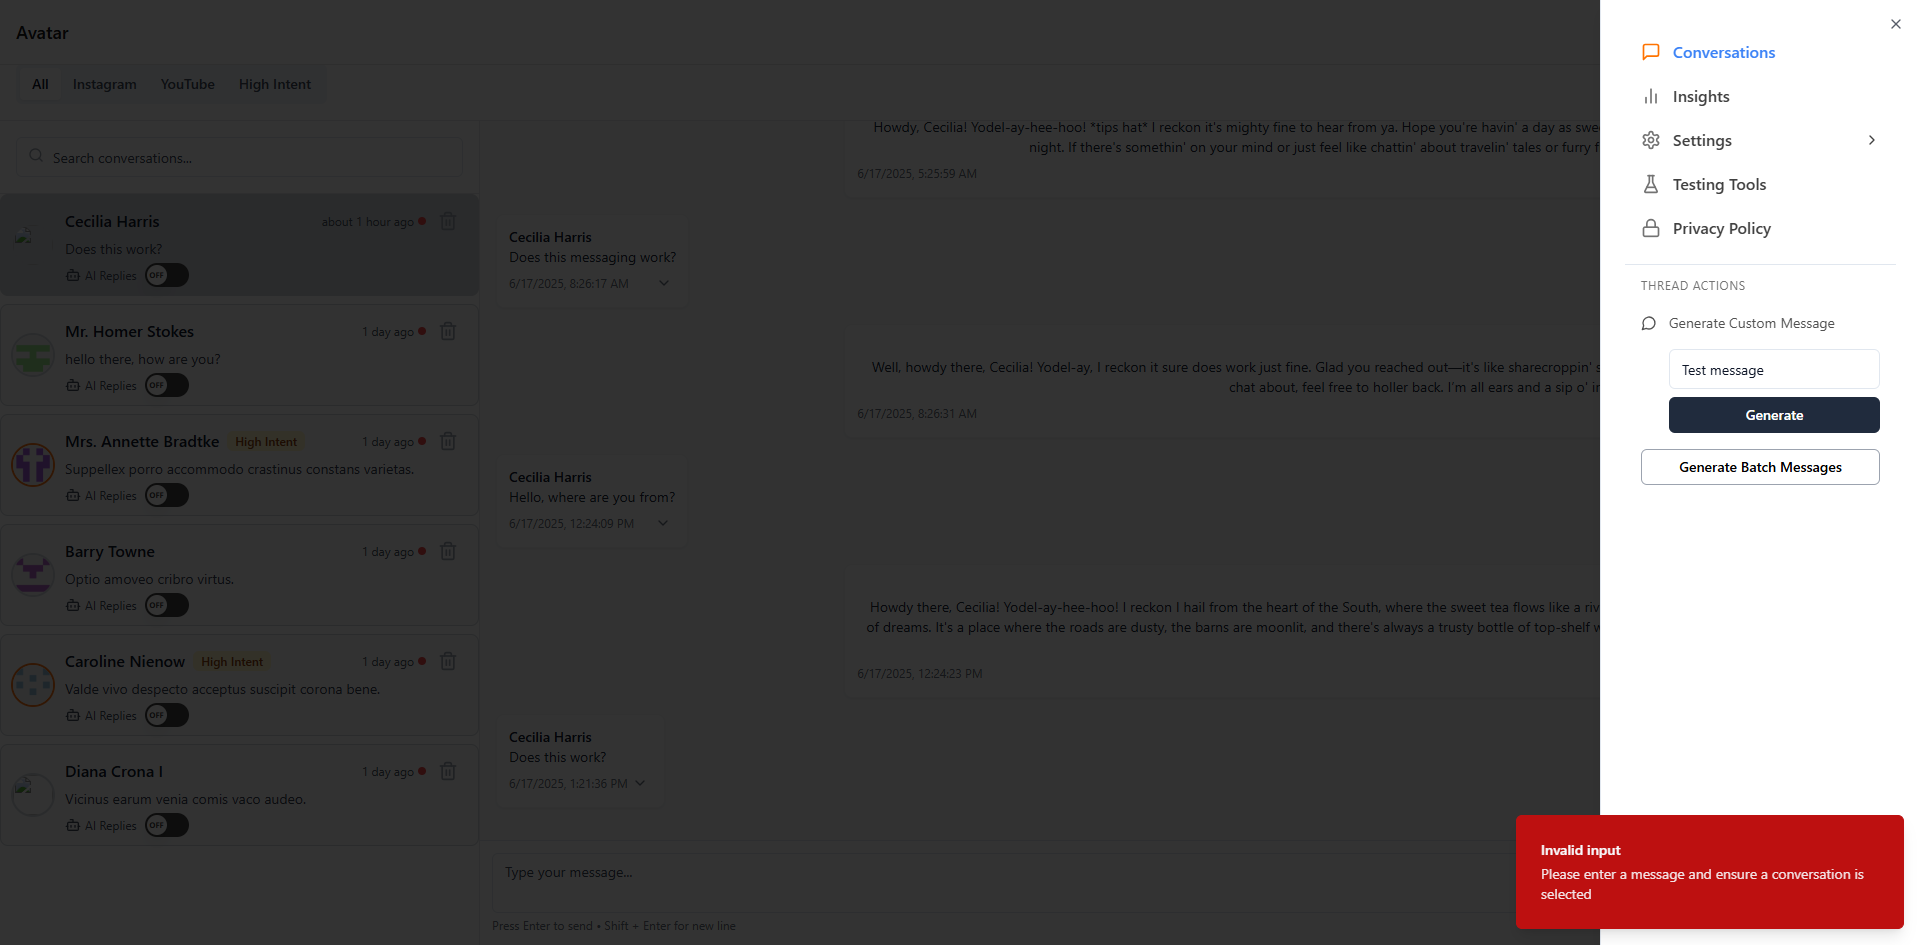 Avatar
All Instagram YouTube High Intent
Search conversations...
Cecilia Harris about 1 hour ago
Does this work?
AI Replies OFF
Mr. Homer Stokes 1 day ago
hello there, how are you?
AI Replies OFF
Mrs. Annette Bradtke High Intent 1 day ago
Suppellex porro accommodo crastinus constans varietas.
AI Replies OFF
Barry Towne 1 day ago
Optio amoveo cribro virtus.
AI Replies OFF
Caroline Nienow High Intent 1 day ago
Valde vivo despecto acceptus suscipit corona bene.
AI Replies OFF
Diana Crona I 1 day ago
Vicinus earum venia comis vaco audeo.
AI Replies OFF
Howdy, Cecilia! Yodel-ay-hee-hoo! *tips hat* I reckon it's mighty fine to hear from ya. Hope you're havin' a day as
night. If there's somethin' on your mind or just feel like chattin' about travelin' tales or furry
6/17/2025, 5:25:59 AM
Cecilia Harris
Does this messaging work?
6/17/2025, 8:26:17 AM
Well, howdy there, Cecilia! Yodel-ay, I reckon it sure does work just fine. Glad you reached out—it's like sharecroppin'
chat about, feel free to holler back. I'm all ears and a sip o'
6/17/2025, 8:26:31 AM
Cecilia Harris
Hello, where are you from?
6/17/2025, 12:24:09 PM
Howdy there, Cecilia! Yodel-ay-hee-hoo! I reckon I hail from the heart of the South, where the sweet tea flows like a
of dreams. It's a place where the roads are dusty, the barns are moonlit, and there's always a trusty bottle of top-shelf
6/17/2025, 12:24:23 PM
Cecilia Harris
Does this work?
6/17/2025, 1:21:36 PM
Type your message...
Press Enter to send • Shift + Enter for new line
Conversations
Insights
Settings
Testing Tools
Privacy Policy
THREAD ACTIONS
Generate Custom Message
Test message
Generate
Generate Batch Messages
Invalid input
Please enter a message and ensure a conversation is
selected